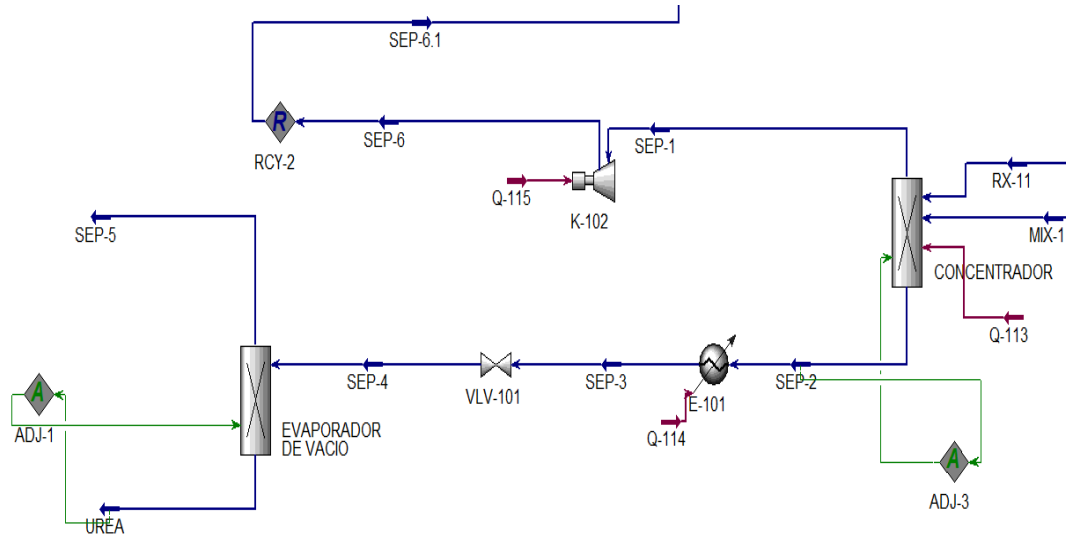 SEP-6.1
R
RCY-2
SEP-6
SEP-1
Q-115
K-102
RX-11
MIX-1
CONCENTRADOR
Q-113
SEP-5
SEP-4
VLV-101
SEP-3
E-101
SEP-2
Q-114
A
ADJ-1
EVAPORADOR
DE VACIO
A
ADJ-3
UREA